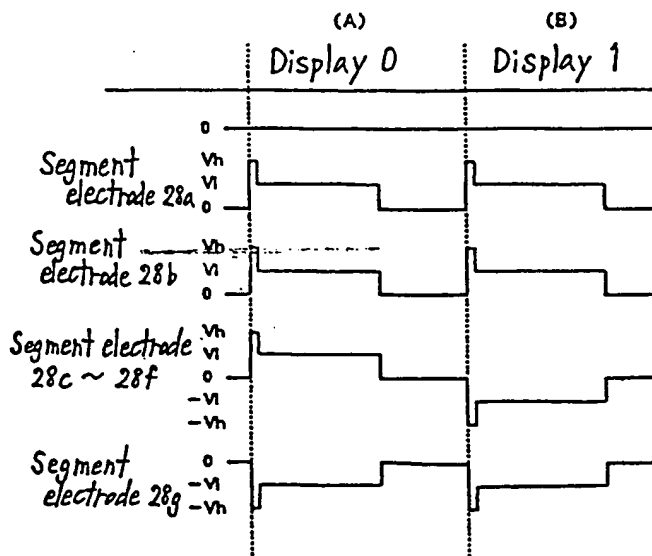 (A) (B)
Display 0 Display 1
0
Segment electrode 28a
Vh
Vl
0
Segment electrode 28b
Vh
Vl
0
Segment electrode 28c ~ 28f
Vh
Vl
0
-Vl
-Vh
Segment electrode 28g
0
-Vl
-Vh